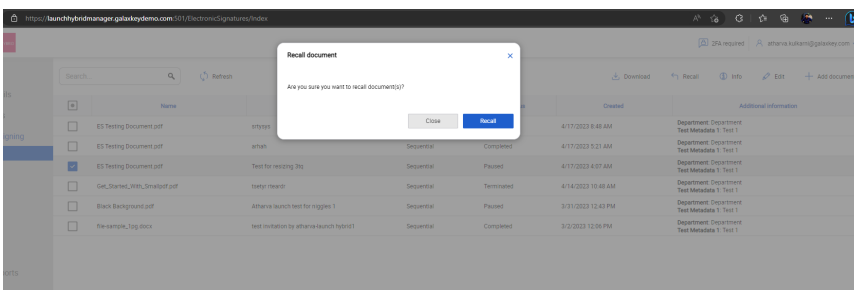 https://launchhybridmanager.galaxkeydemo.com:501/ElectronicSignatures/Index
Recall document
Are you sure you want to recall document(s)?
Close Recall
2FA required atharva.kulkarni@galaxkey.com
Search... Refresh Download Recall Info Edit Add document
Name Created Additional information
ES Testing Document.pdf 4/17/2023 8:48 AM Department: Department
Test Metadata 1: Test 1
ES Testing Document.pdf Sequential Completed 4/17/2023 5:21 AM Department: Department
Test Metadata 1: Test 1
ES Testing Document.pdf Test for resizing Sequential Paused 4/17/2023 4:07 AM Department: Department
Test Metadata 1: Test 1
Get_Started_With_Smallpdf.pdf Sequential Terminated 4/14/2023 10:48 AM Department: Department
Test Metadata 1: Test 1
Black Background.pdf Atharva launch test for niggles 1 Sequential Paused 3/31/2023 12:43 PM Department: Department
Test Metadata 1: Test 1
file-sample_1pg.docx test invitation by atharva launch hybrid1 Sequential Completed 3/2/2023 12:06 PM Department: Department
Test Metadata 1: Test 1